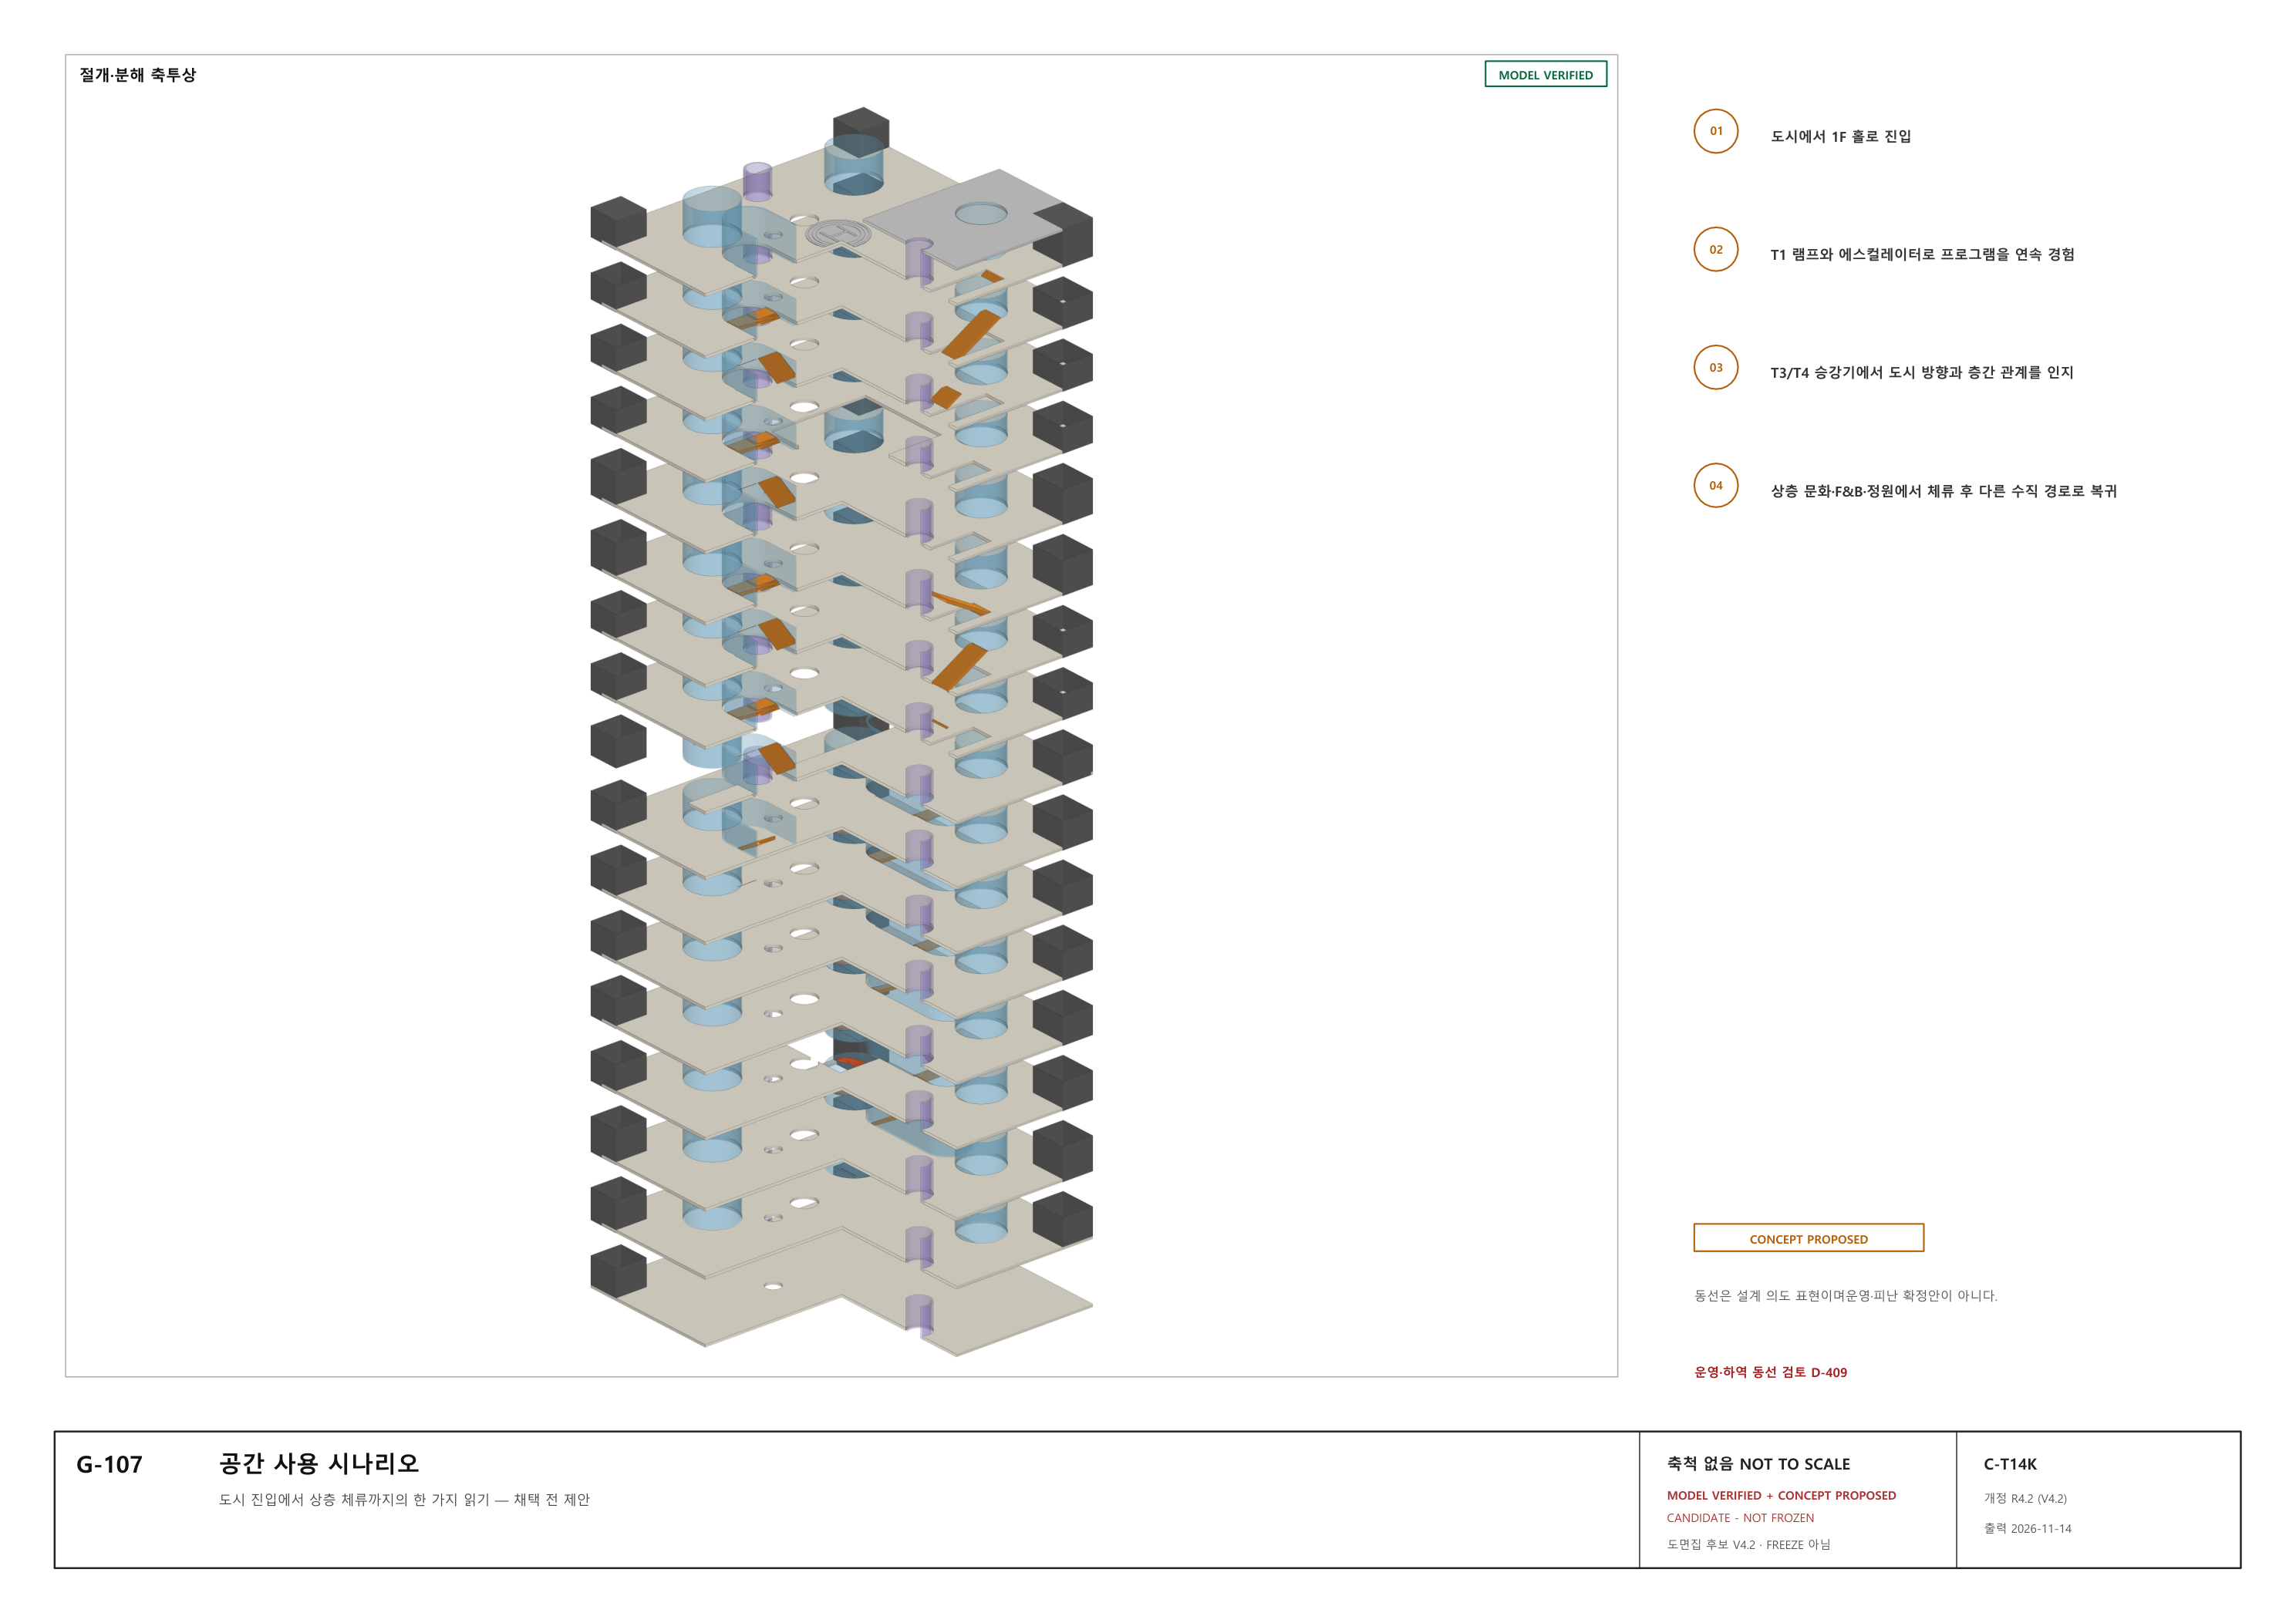 절개·분해 축투상
MODEL VERIFIED
01
도시에서 1F 홀로 진입
02
T1 램프와 에스컬레이터로 프로그램을 연속 경험
03
T3/T4 승강기에서 도시 방향과 층간 관계를 인지
04
상층 문화·F&B·정원에서 체류 후 다른 수직 경로로 복귀
H
CONCEPT PROPOSED
동선은 설계 의도 표현이며운영·피난 확정안이 아니다.
운영·하역 동선 검토 D-409
G-107
공간 사용 시나리오
도시 진입에서 상층 체류까지의 한 가지 읽기 — 채택 전 제안
축척 없음 NOT TO SCALE
MODEL VERIFIED + CONCEPT PROPOSED
CANDIDATE - NOT FROZEN
도면집 후보 V4.2 · FREEZE 아님
C-T14K
개정 R4.2 (V4.2)
출력 2026-11-14